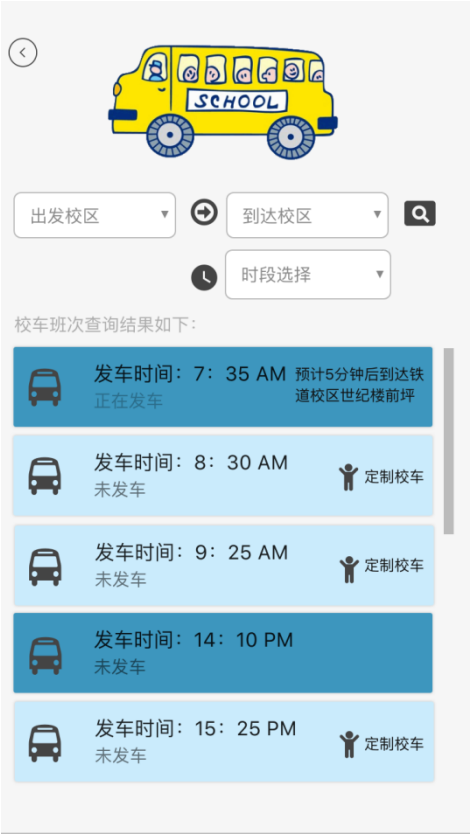 SCHOOL
出发校区
到达校区
时段选择
校车班次查询结果如下：
发车时间：7：35 AM
正在发车
预计5分钟后到达铁
道校区世纪楼前坪
发车时间：8：30 AM
未发车
定制校车
发车时间：9：25 AM
未发车
定制校车
发车时间：14：10 PM
未发车
发车时间：15：25 PM
未发车
定制校车